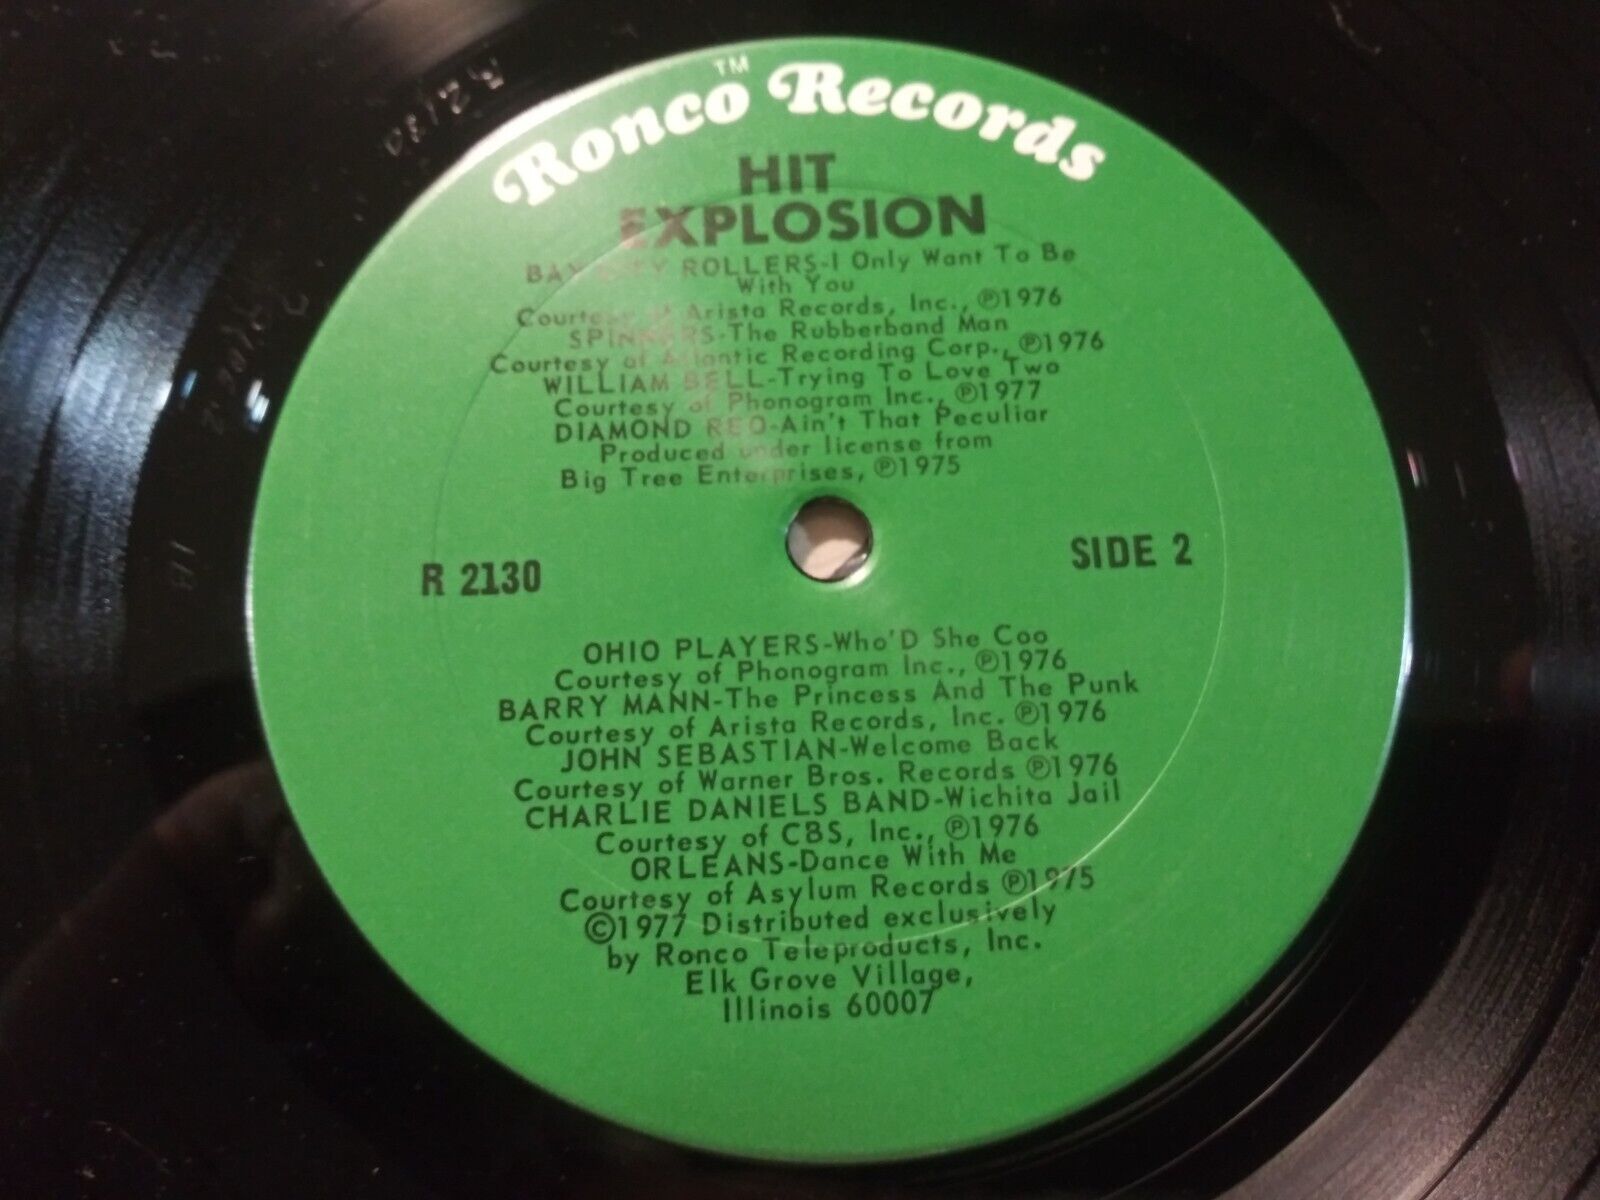 Ronco™ Records
HIT
EXPLOSION
BAY CITY ROLLERS-I Only Want To Be
With You
Courtesy of Arista Records, Inc., ℗1976
SPINNERS-The Rubberband Man
Courtesy of Atlantic Recording Corp., ℗1976
WILLIAM BELL-Trying To Love Two
Courtesy of Phonogram Inc., ℗1977
DIAMOND REO-Ain't That Peculiar
Produced under license from
Big Tree Enterprises, ℗1975
R 2130
SIDE 2
OHIO PLAYERS-Who'D She Coo
Courtesy of Phonogram Inc., ℗1976
BARRY MANN-The Princess And The Punk
Courtesy of Arista Records, Inc. ℗1976
JOHN SEBASTIAN-Welcome Back
Courtesy of Warner Bros. Records ℗1976
CHARLIE DANIELS BAND-Wichita Jail
Courtesy of CBS, Inc., ℗1976
ORLEANS-Dance With Me
Courtesy of Asylum Records ℗1975
©1977 Distributed exclusively
by Ronco Teleproducts, Inc.
Elk Grove Village,
Illinois 60007
R2130